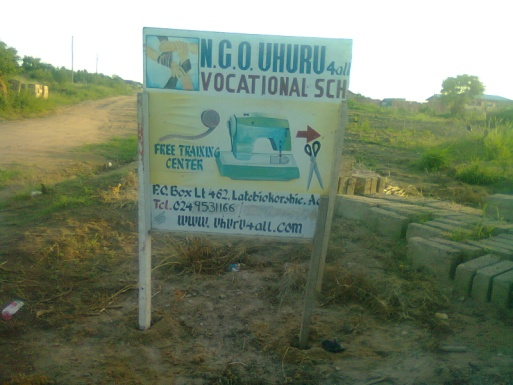 N.G.O. UHURU 4all
VOCATIONAL SCH
FREE TRAINING
CENTER
P.O. Box Lt 462, Latebiokorshie, Ac
Tel. 0249531166
WWW.UHURU4all.com